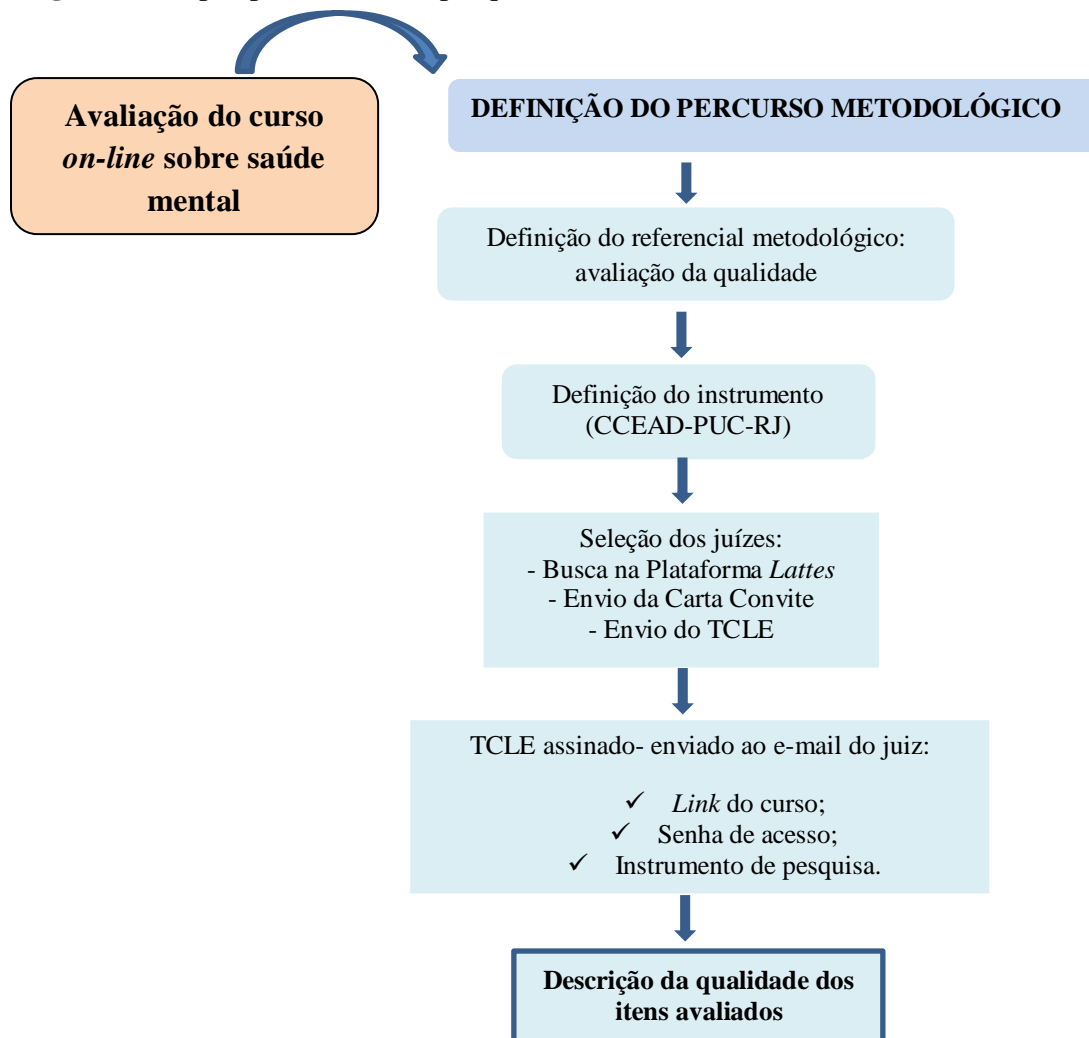 Avaliação do curso
on-line sobre saúde
mental
DEFINIÇÃO DO PERCURSO METODOLÓGICO
Definição do referencial metodológico:
avaliação da qualidade
Definição do instrumento
(CCEAD-PUC-RJ)
Seleção dos juízes:
- Busca na Plataforma Lattes
- Envio da Carta Convite
- Envio do TCLE
TCLE assinado- enviado ao e-mail do juiz:
✓ Link do curso;
✓ Senha de acesso;
✓ Instrumento de pesquisa.
Descrição da qualidade dos
itens avaliados